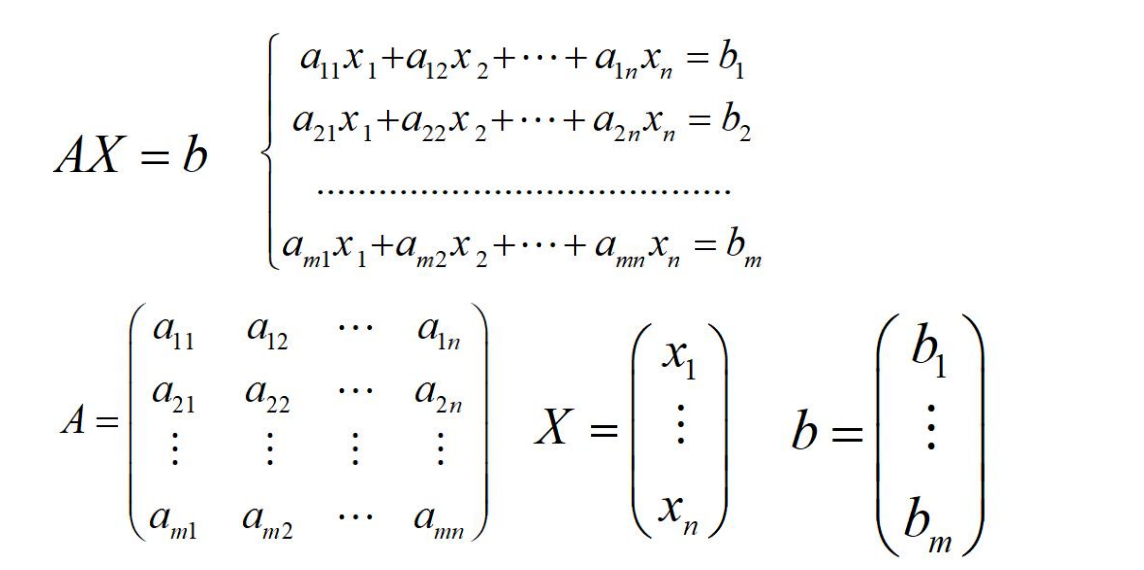 AX = b
a₁₁x₁+a₁₂x₂+⋯+a₁ₙxₙ = b₁
a₂₁x₁+a₂₂x₂+⋯+a₂ₙxₙ = b₂
......................................
aₘ₁x₁+aₘ₂x₂+⋯+aₘₙxₙ = bₘ
A =
a₁₁ a₁₂ ⋯ a₁ₙ
a₂₁ a₂₂ ⋯ a₂ₙ
⋮ ⋮ ⋮ ⋮
aₘ₁ aₘ₂ ⋯ aₘₙ
X =
x₁
⋮
xₙ
b =
b₁
⋮
bₘ